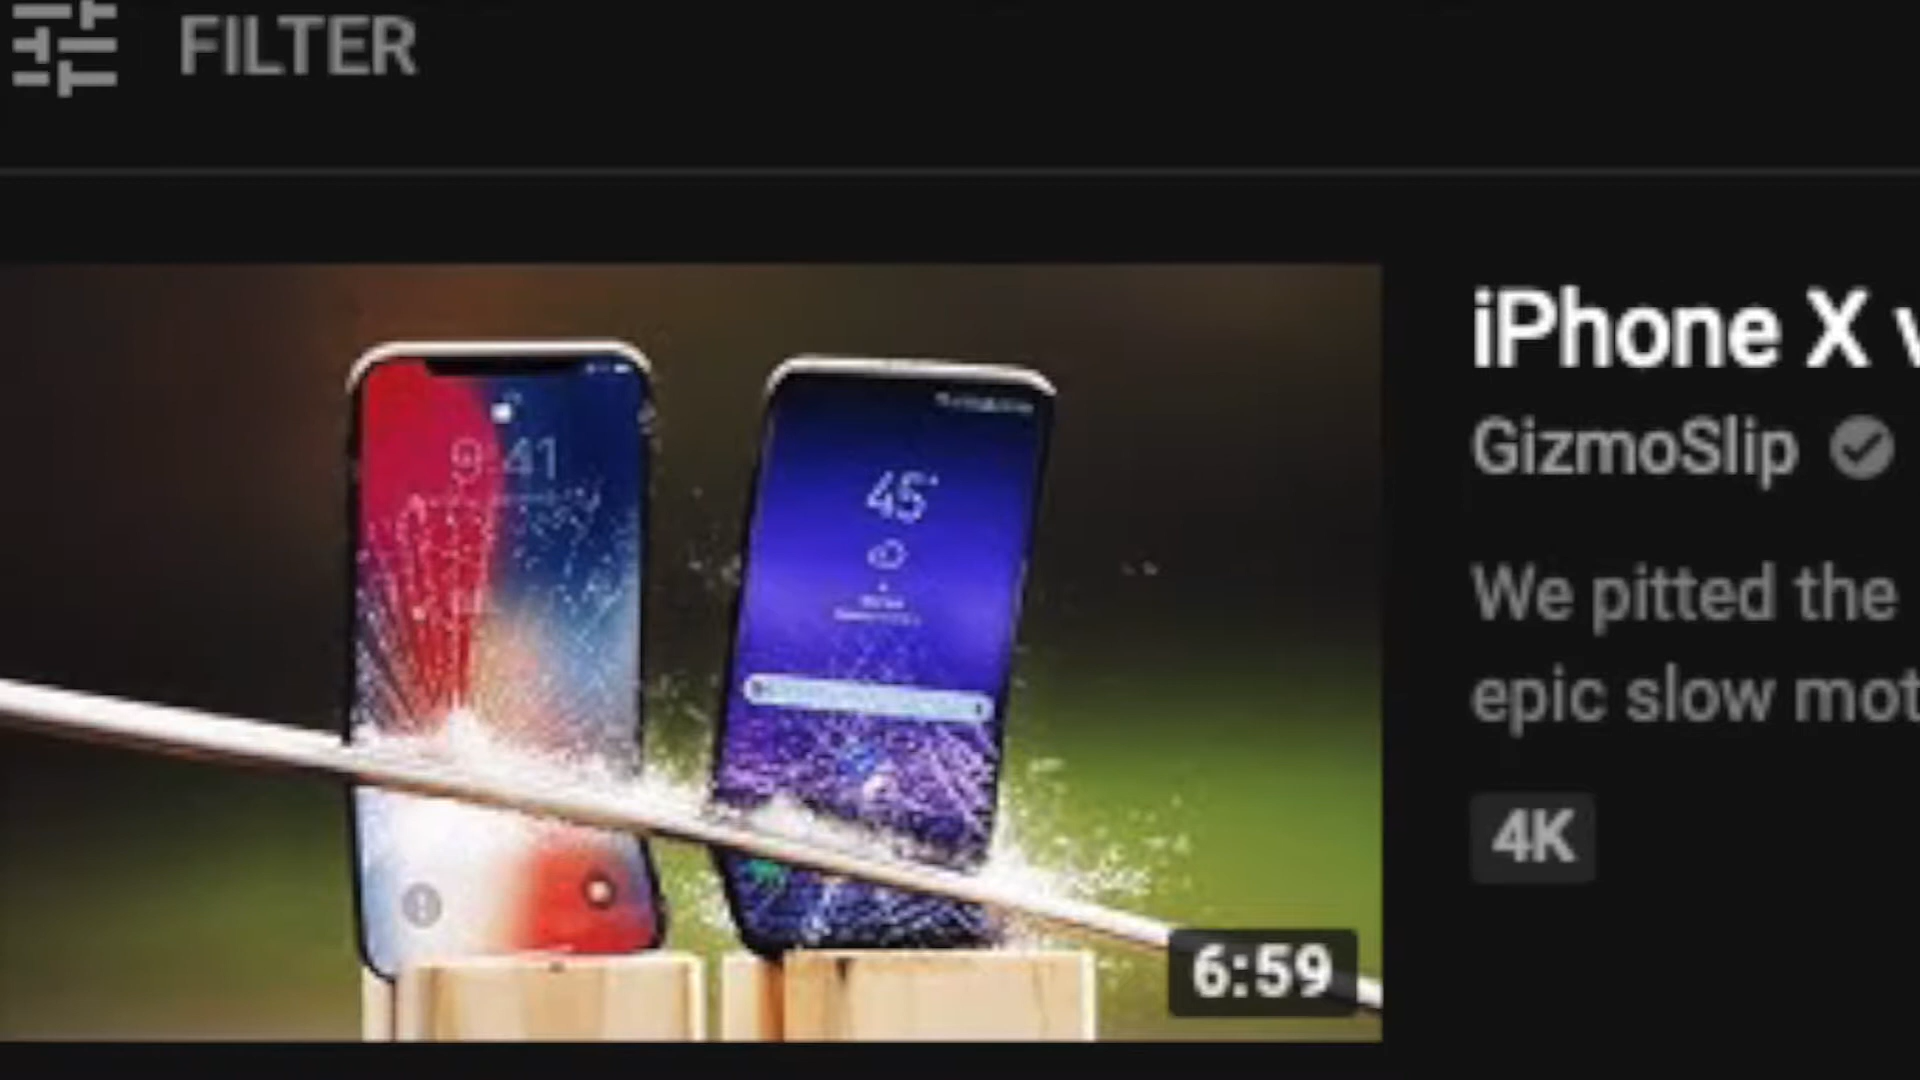 FILTER
iPhone X
GizmoSlip
We pitted the
epic slow mot
4K
9:41
45°
6:59